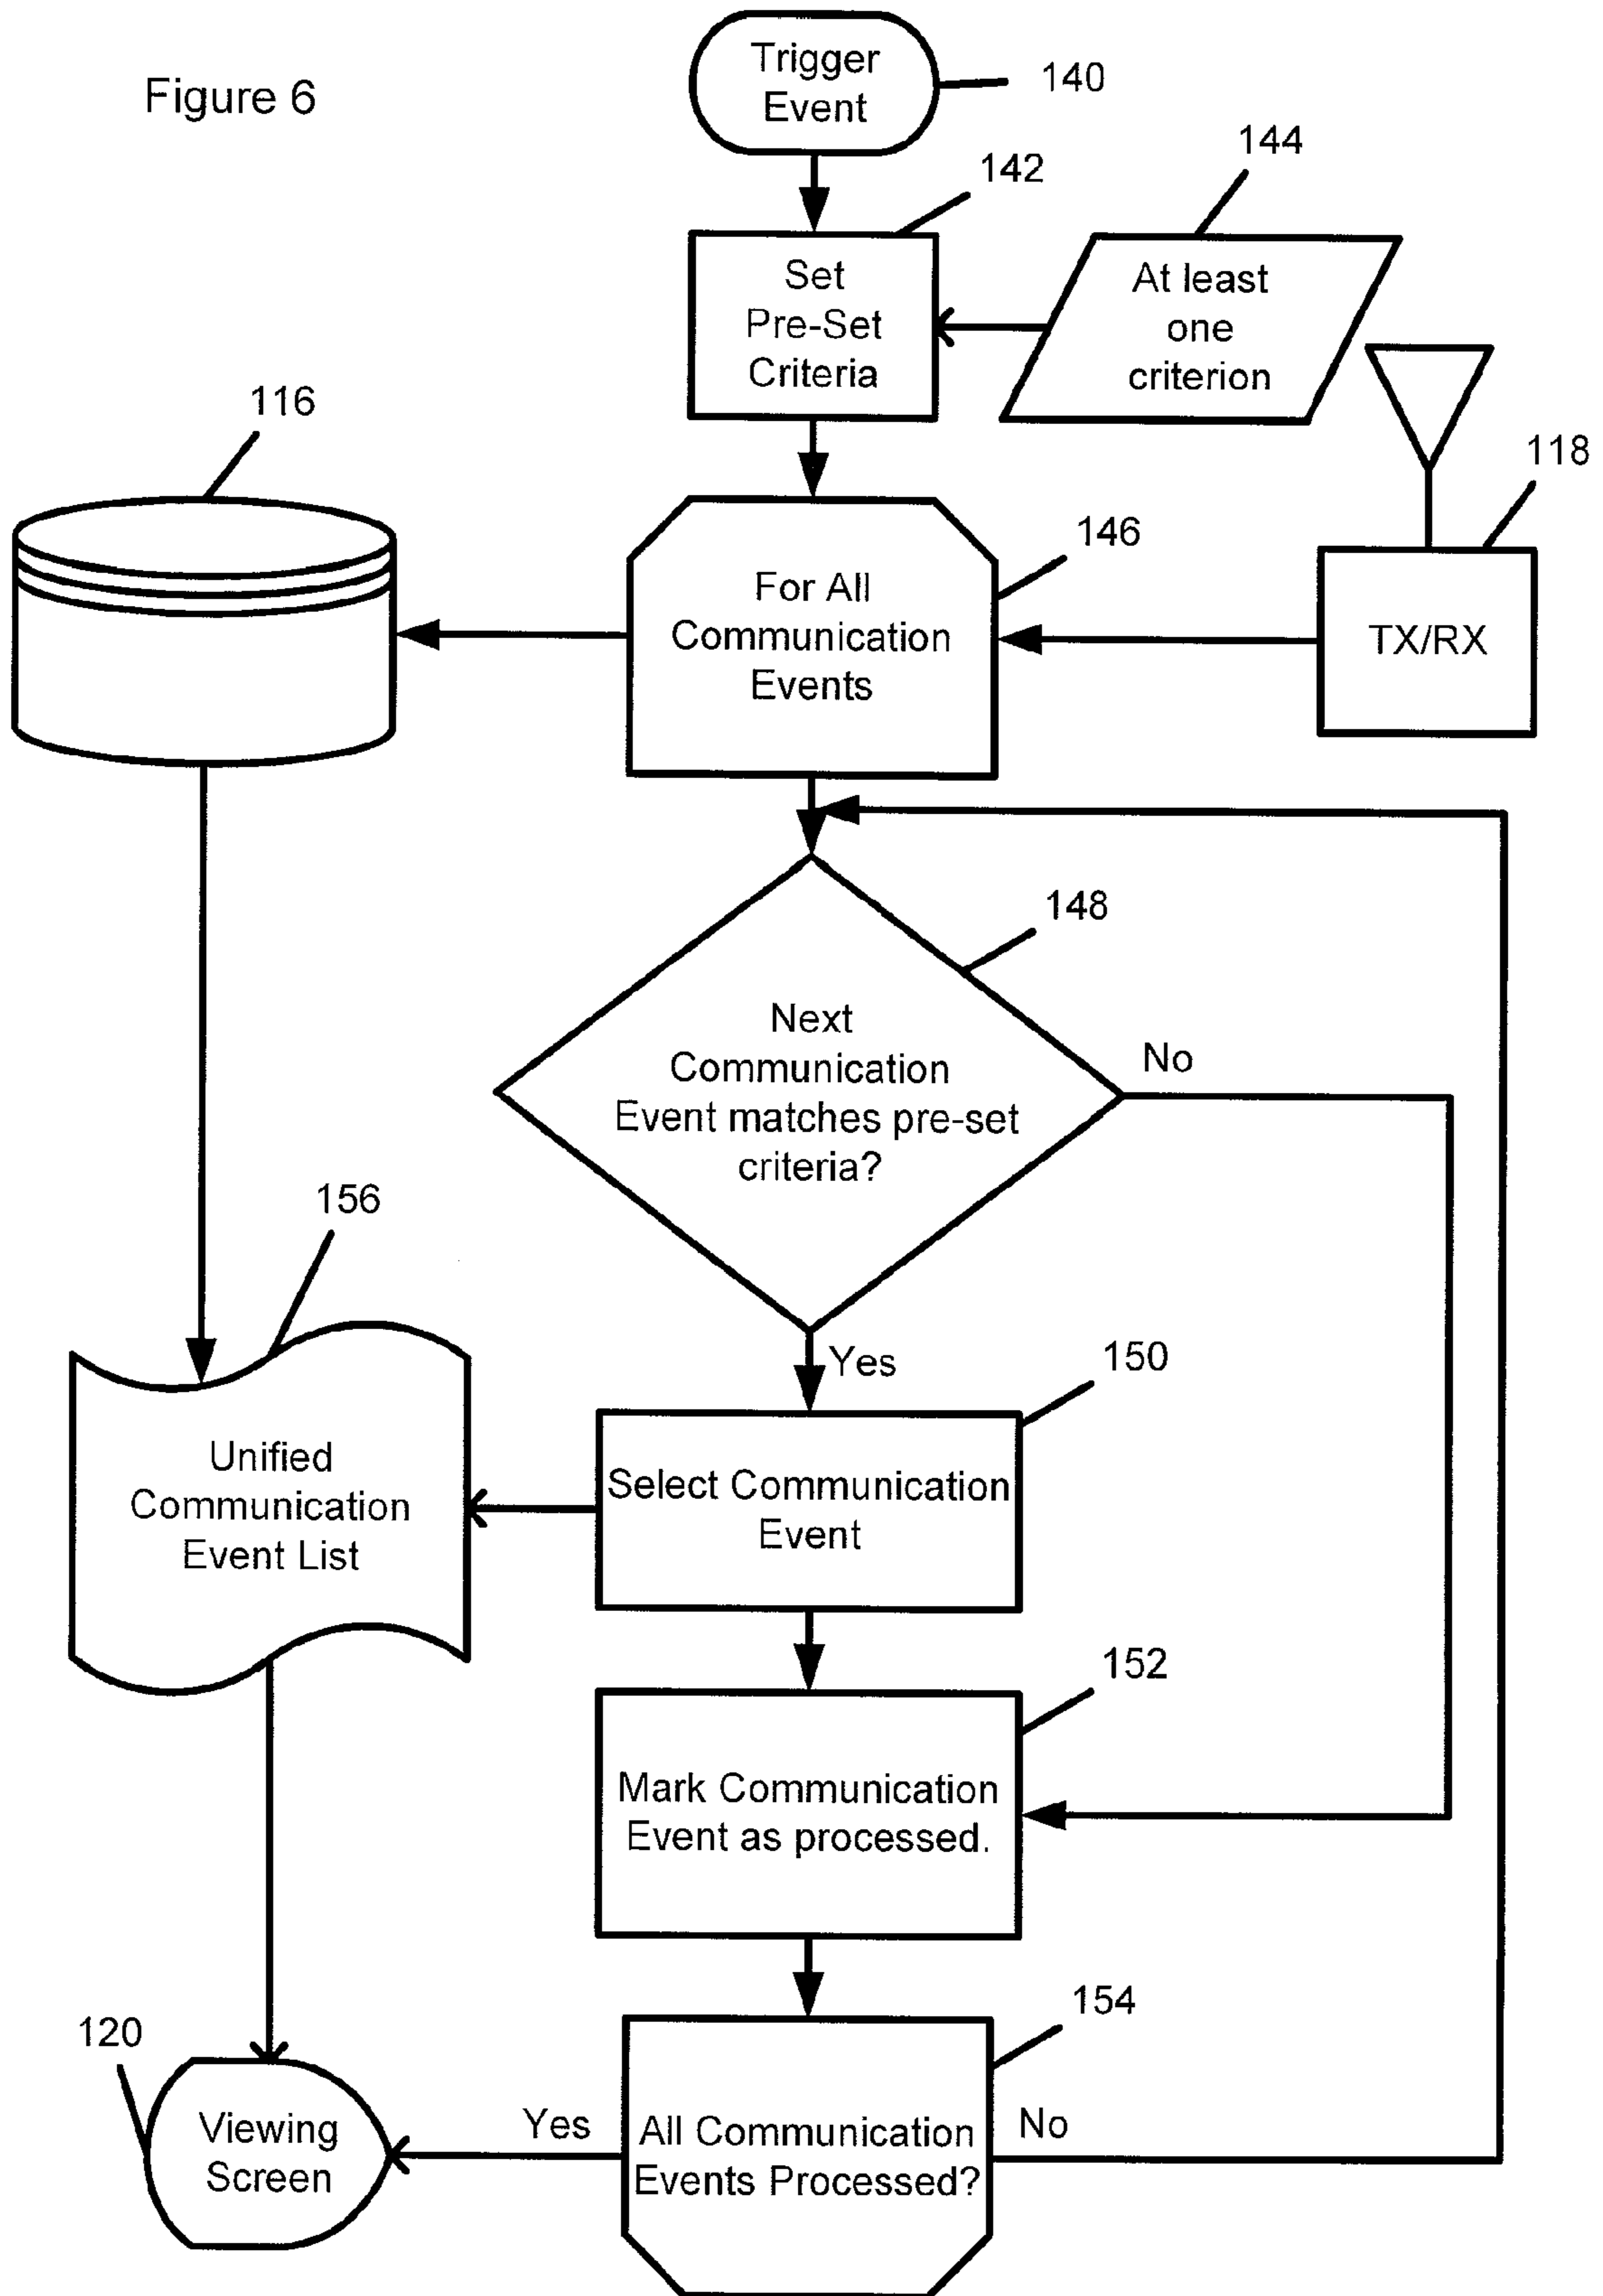 Figure 6
Trigger
Event
140
142
144
Set
Pre-Set
Criteria
At least
one
criterion
116
118
146
For All
Communication
Events
TX/RX
148
Next
Communication
Event matches pre-set
criteria?
No
156
Yes
150
Unified
Communication
Event List
Select Communication
Event
152
Mark Communication
Event as processed.
154
120
Viewing
Screen
Yes
All Communication
Events Processed?
No